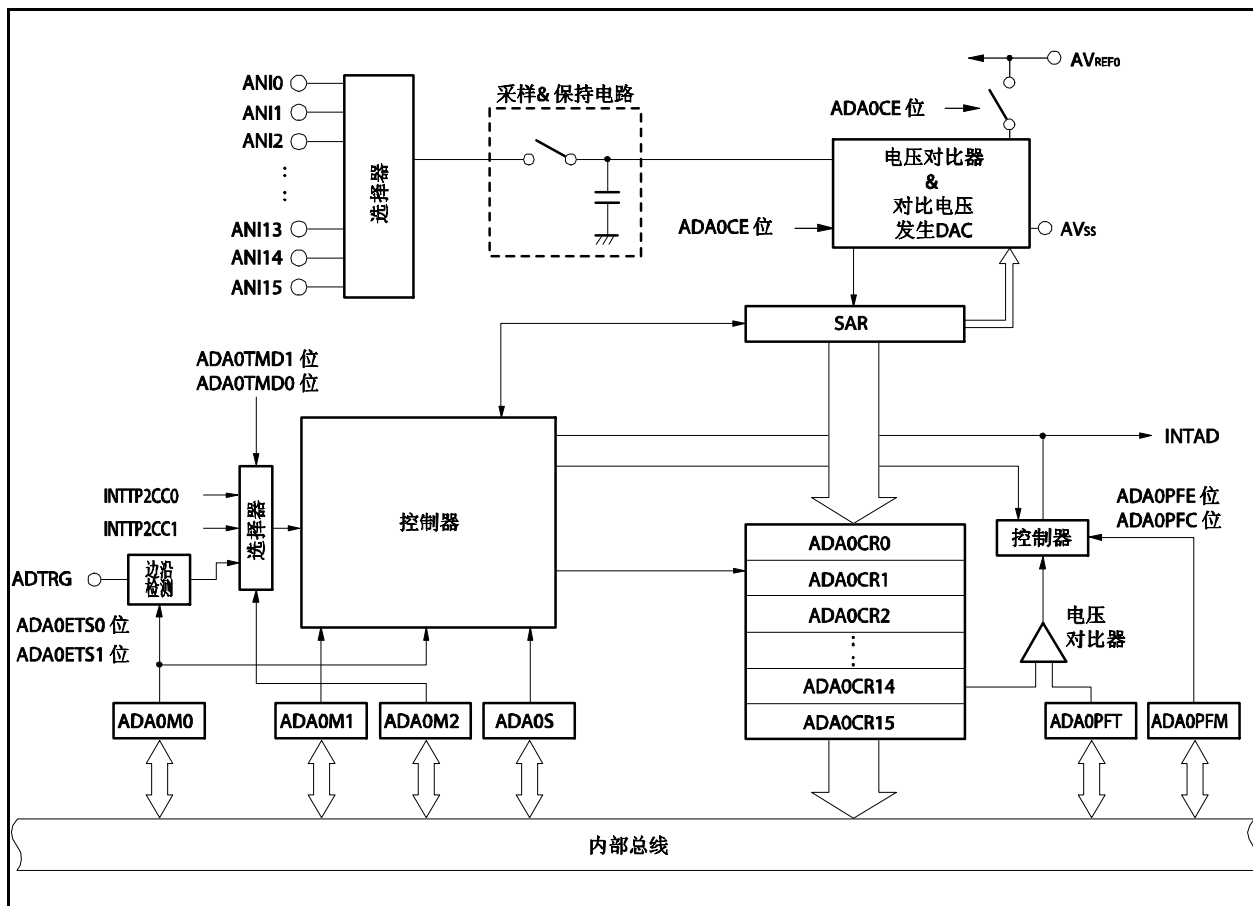 ANI0
ANI1
ANI2
ANI13
ANI14
ANI15
选择器
采样& 保持电路
ADA0CE 位
AVREF0
电压对比器
&
对比电压
发生DAC
ADA0CE 位
AVSS
SAR
ADA0TMD1 位
ADA0TMD0 位
INTTP2CC0
INTTP2CC1
选择器
控制器
INTAD
ADA0PFE 位
ADA0PFC 位
控制器
ADTRG
边沿
检测
ADA0ETS0 位
ADA0ETS1 位
ADA0CR0
ADA0CR1
ADA0CR2
ADA0CR14
ADA0CR15
电压
对比器
ADA0M0
ADA0M1
ADA0M2
ADA0S
ADA0PFT
ADA0PFM
内部总线